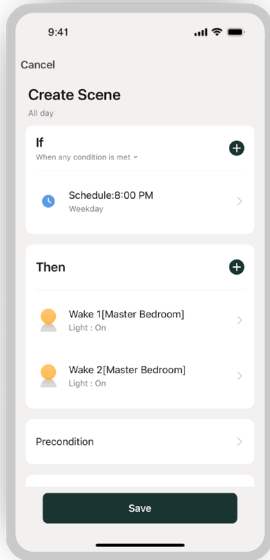 9:41
Cancel
Create Scene
All day
If
When any condition is met
Schedule:8:00 PM
Weekday
Then
Wake 1[Master Bedroom]
Light : On
Wake 2[Master Bedroom]
Light : On
Precondition
Save